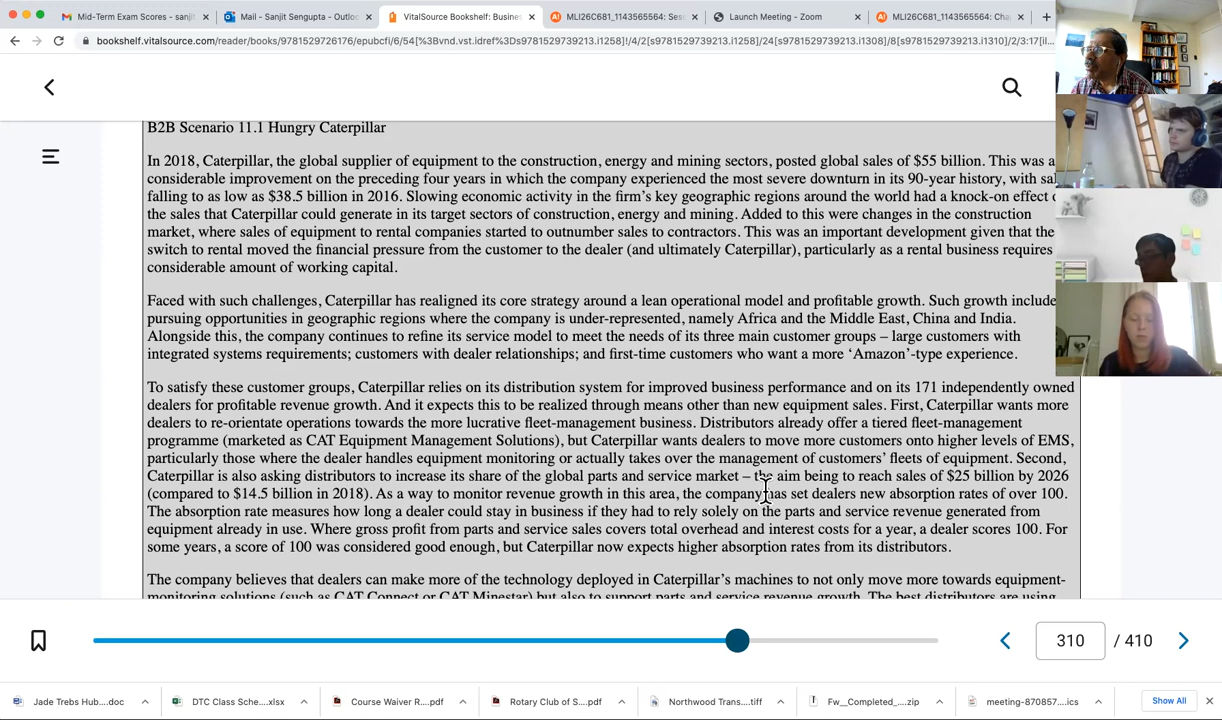 Mid-Term Exam Scores - sanjit
Mail - Sanjit Sengupta - Outloo
VitalSource Bookshelf: Busines
MLI26C681_1143565564: Ses
Launch Meeting - Zoom
MLI26C681_1143565564: Cha
bookshelf.vitalsource.com/reader/books/9781529726176/epubcfi/6/54[%3Bvnd.vst.idref%3Ds9781529739213.i1258]!/4/2[s9781529739213.i1258]/24[s9781529739213.i1308]/8[s9781529739213.i1310]/2/3:17[il...
B2B Scenario 11.1 Hungry Caterpillar
In 2018, Caterpillar, the global supplier of equipment to the construction, energy and mining sectors, posted global sales of $55 billion. This was a
considerable improvement on the preceding four years in which the company experienced the most severe downturn in its 90-year history, with sal
falling to as low as $38.5 billion in 2016. Slowing economic activity in the firm's key geographic regions around the world had a knock-on effect
the sales that Caterpillar could generate in its target sectors of construction, energy and mining. Added to this were changes in the construction
market, where sales of equipment to rental companies started to outnumber sales to contractors. This was an important development given that the
switch to rental moved the financial pressure from the customer to the dealer (and ultimately Caterpillar), particularly as a rental business requires
considerable amount of working capital.
Faced with such challenges, Caterpillar has realigned its core strategy around a lean operational model and profitable growth. Such growth include
pursuing opportunities in geographic regions where the company is under-represented, namely Africa and the Middle East, China and India.
Alongside this, the company continues to refine its service model to meet the needs of its three main customer groups – large customers with
integrated systems requirements; customers with dealer relationships; and first-time customers who want a more 'Amazon'-type experience.
To satisfy these customer groups, Caterpillar relies on its distribution system for improved business performance and on its 171 independently owned
dealers for profitable revenue growth. And it expects this to be realized through means other than new equipment sales. First, Caterpillar wants more
dealers to re-orientate operations towards the more lucrative fleet-management business. Distributors already offer a tiered fleet-management
programme (marketed as CAT Equipment Management Solutions), but Caterpillar wants dealers to move more customers onto higher levels of EMS,
particularly those where the dealer handles equipment monitoring or actually takes over the management of customers' fleets of equipment. Second,
Caterpillar is also asking distributors to increase its share of the global parts and service market – the aim being to reach sales of $25 billion by 2026
(compared to $14.5 billion in 2018). As a way to monitor revenue growth in this area, the company has set dealers new absorption rates of over 100.
The absorption rate measures how long a dealer could stay in business if they had to rely solely on the parts and service revenue generated from
equipment already in use. Where gross profit from parts and service sales covers total overhead and interest costs for a year, a dealer scores 100. For
some years, a score of 100 was considered good enough, but Caterpillar now expects higher absorption rates from its distributors.
The company believes that dealers can make more of the technology deployed in Caterpillar's machines to not only move more towards equipment-
monitoring solutions (such as CAT Connect or CAT Minestar) but also to support parts and service revenue growth. The best distributors are using
310 / 410
Jade Trebs Hub....doc
DTC Class Sche....xlsx
Course Waiver R....pdf
Rotary Club of S....pdf
Northwood Trans....tiff
Fw__Completed_....zip
meeting-870857....ics
Show All